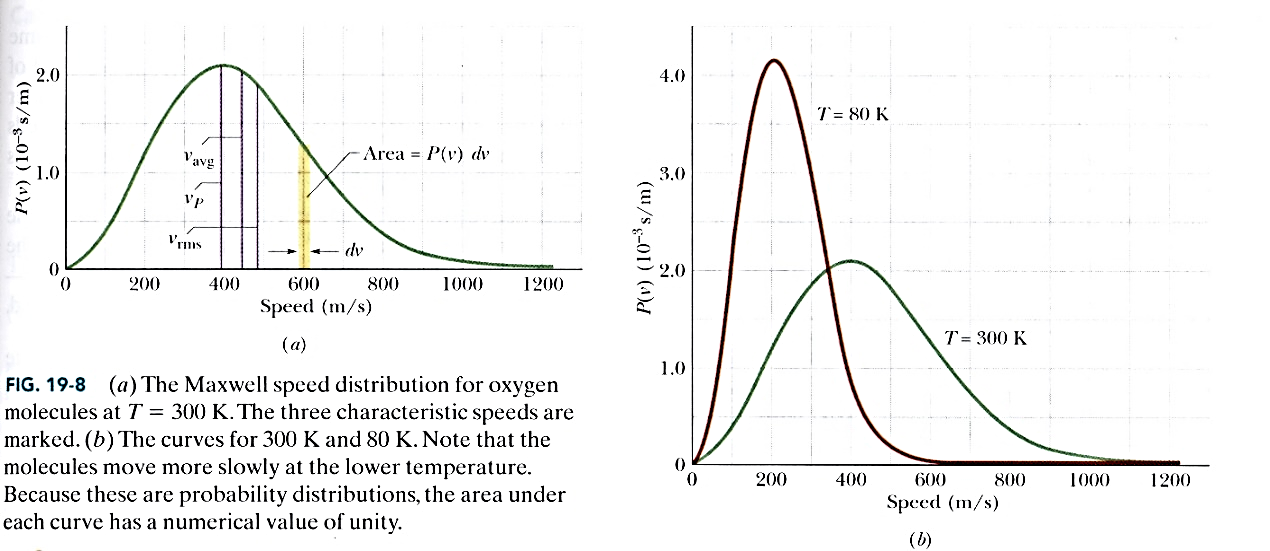 P(v) (10⁻³ s/m)
2.0
1.0
0
v_avg
v_P
v_rms
Area = P(v) dv
dv
0 200 400 600 800 1000 1200
Speed (m/s)
(a)
FIG. 19-8 (a) The Maxwell speed distribution for oxygen
molecules at T = 300 K. The three characteristic speeds are
marked. (b) The curves for 300 K and 80 K. Note that the
molecules move more slowly at the lower temperature.
Because these are probability distributions, the area under
each curve has a numerical value of unity.
P(v) (10⁻³ s/m)
4.0
3.0
2.0
1.0
0
T = 80 K
T = 300 K
0 200 400 600 800 1000 1200
Speed (m/s)
(b)